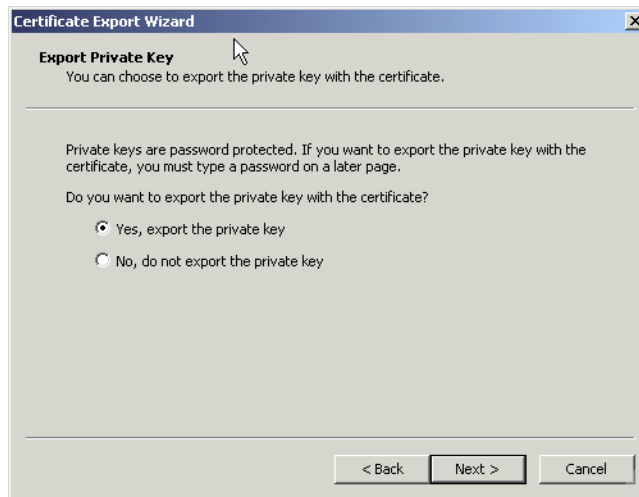 Certificate Export Wizard
Export Private Key
You can choose to export the private key with the certificate.
Private keys are password protected. If you want to export the private key with the
certificate, you must type a password on a later page.
Do you want to export the private key with the certificate?
Yes, export the private key
No, do not export the private key
< Back Next > Cancel